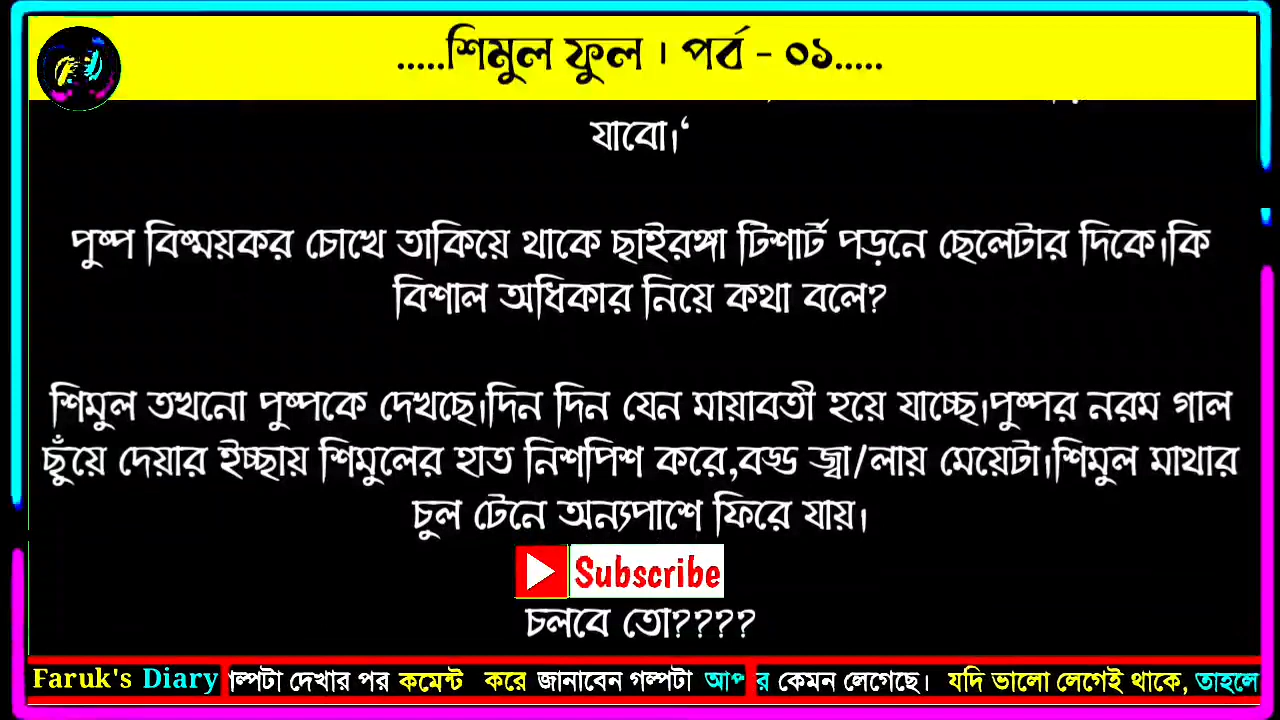 .....শিমুল ফুল । পর্ব - ০১.....
যাবো।‘
পুষ্প বিষ্ময়কর চোখে তাকিয়ে থাকে ছাইরঙ্গা টিশার্ট পড়নে ছেলেটার দিকে।কি
বিশাল অধিকার নিয়ে কথা বলে?
শিমুল তখনো পুষ্পকে দেখছে।দিন দিন যেন মায়াবতী হয়ে যাচ্ছে।পুষ্পর নরম গাল
ছুঁয়ে দেয়ার ইচ্ছায় শিমুলের হাত নিশপিশ করে,বড্ড জ্বা/লায় মেয়েটা।শিমুল মাথার
চুল টেনে অন্যপাশে ফিরে যায়।
Subscribe
চলবে তো????
Faruk's Diary গল্পটা দেখার পর কমেন্ট করে জানাবেন গল্পটা আপ র কেমন লেগেছে। যদি ভালো লেগেই থাকে, তাহলে